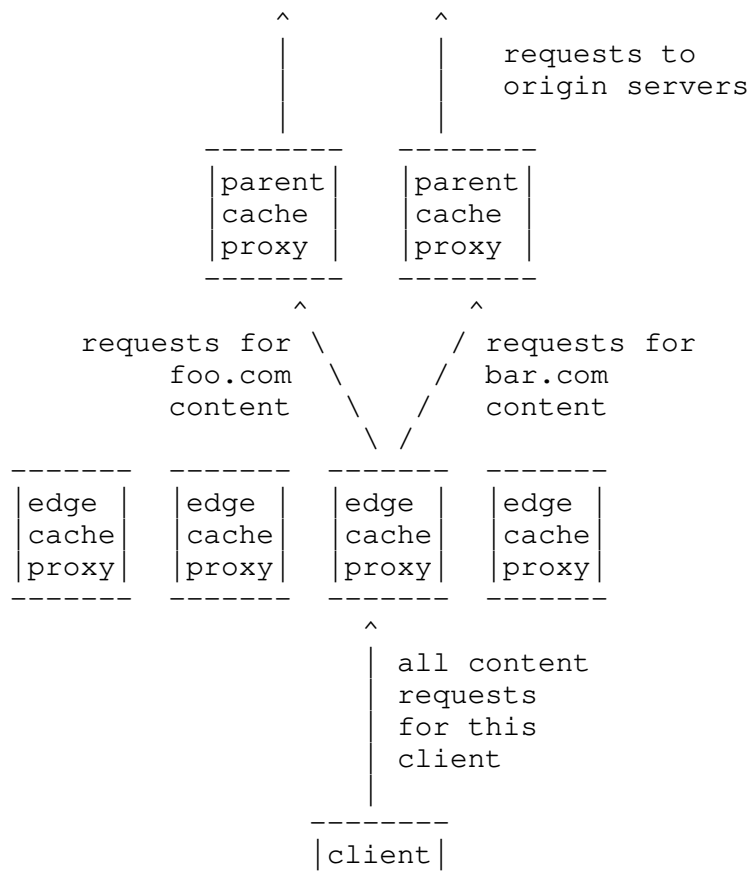 requests to
origin servers
parent parent
cache cache
proxy proxy
requests for requests for
foo.com bar.com
content content
edge edge edge edge
cache cache cache cache
proxy proxy proxy proxy
all content
requests
for this
client
client